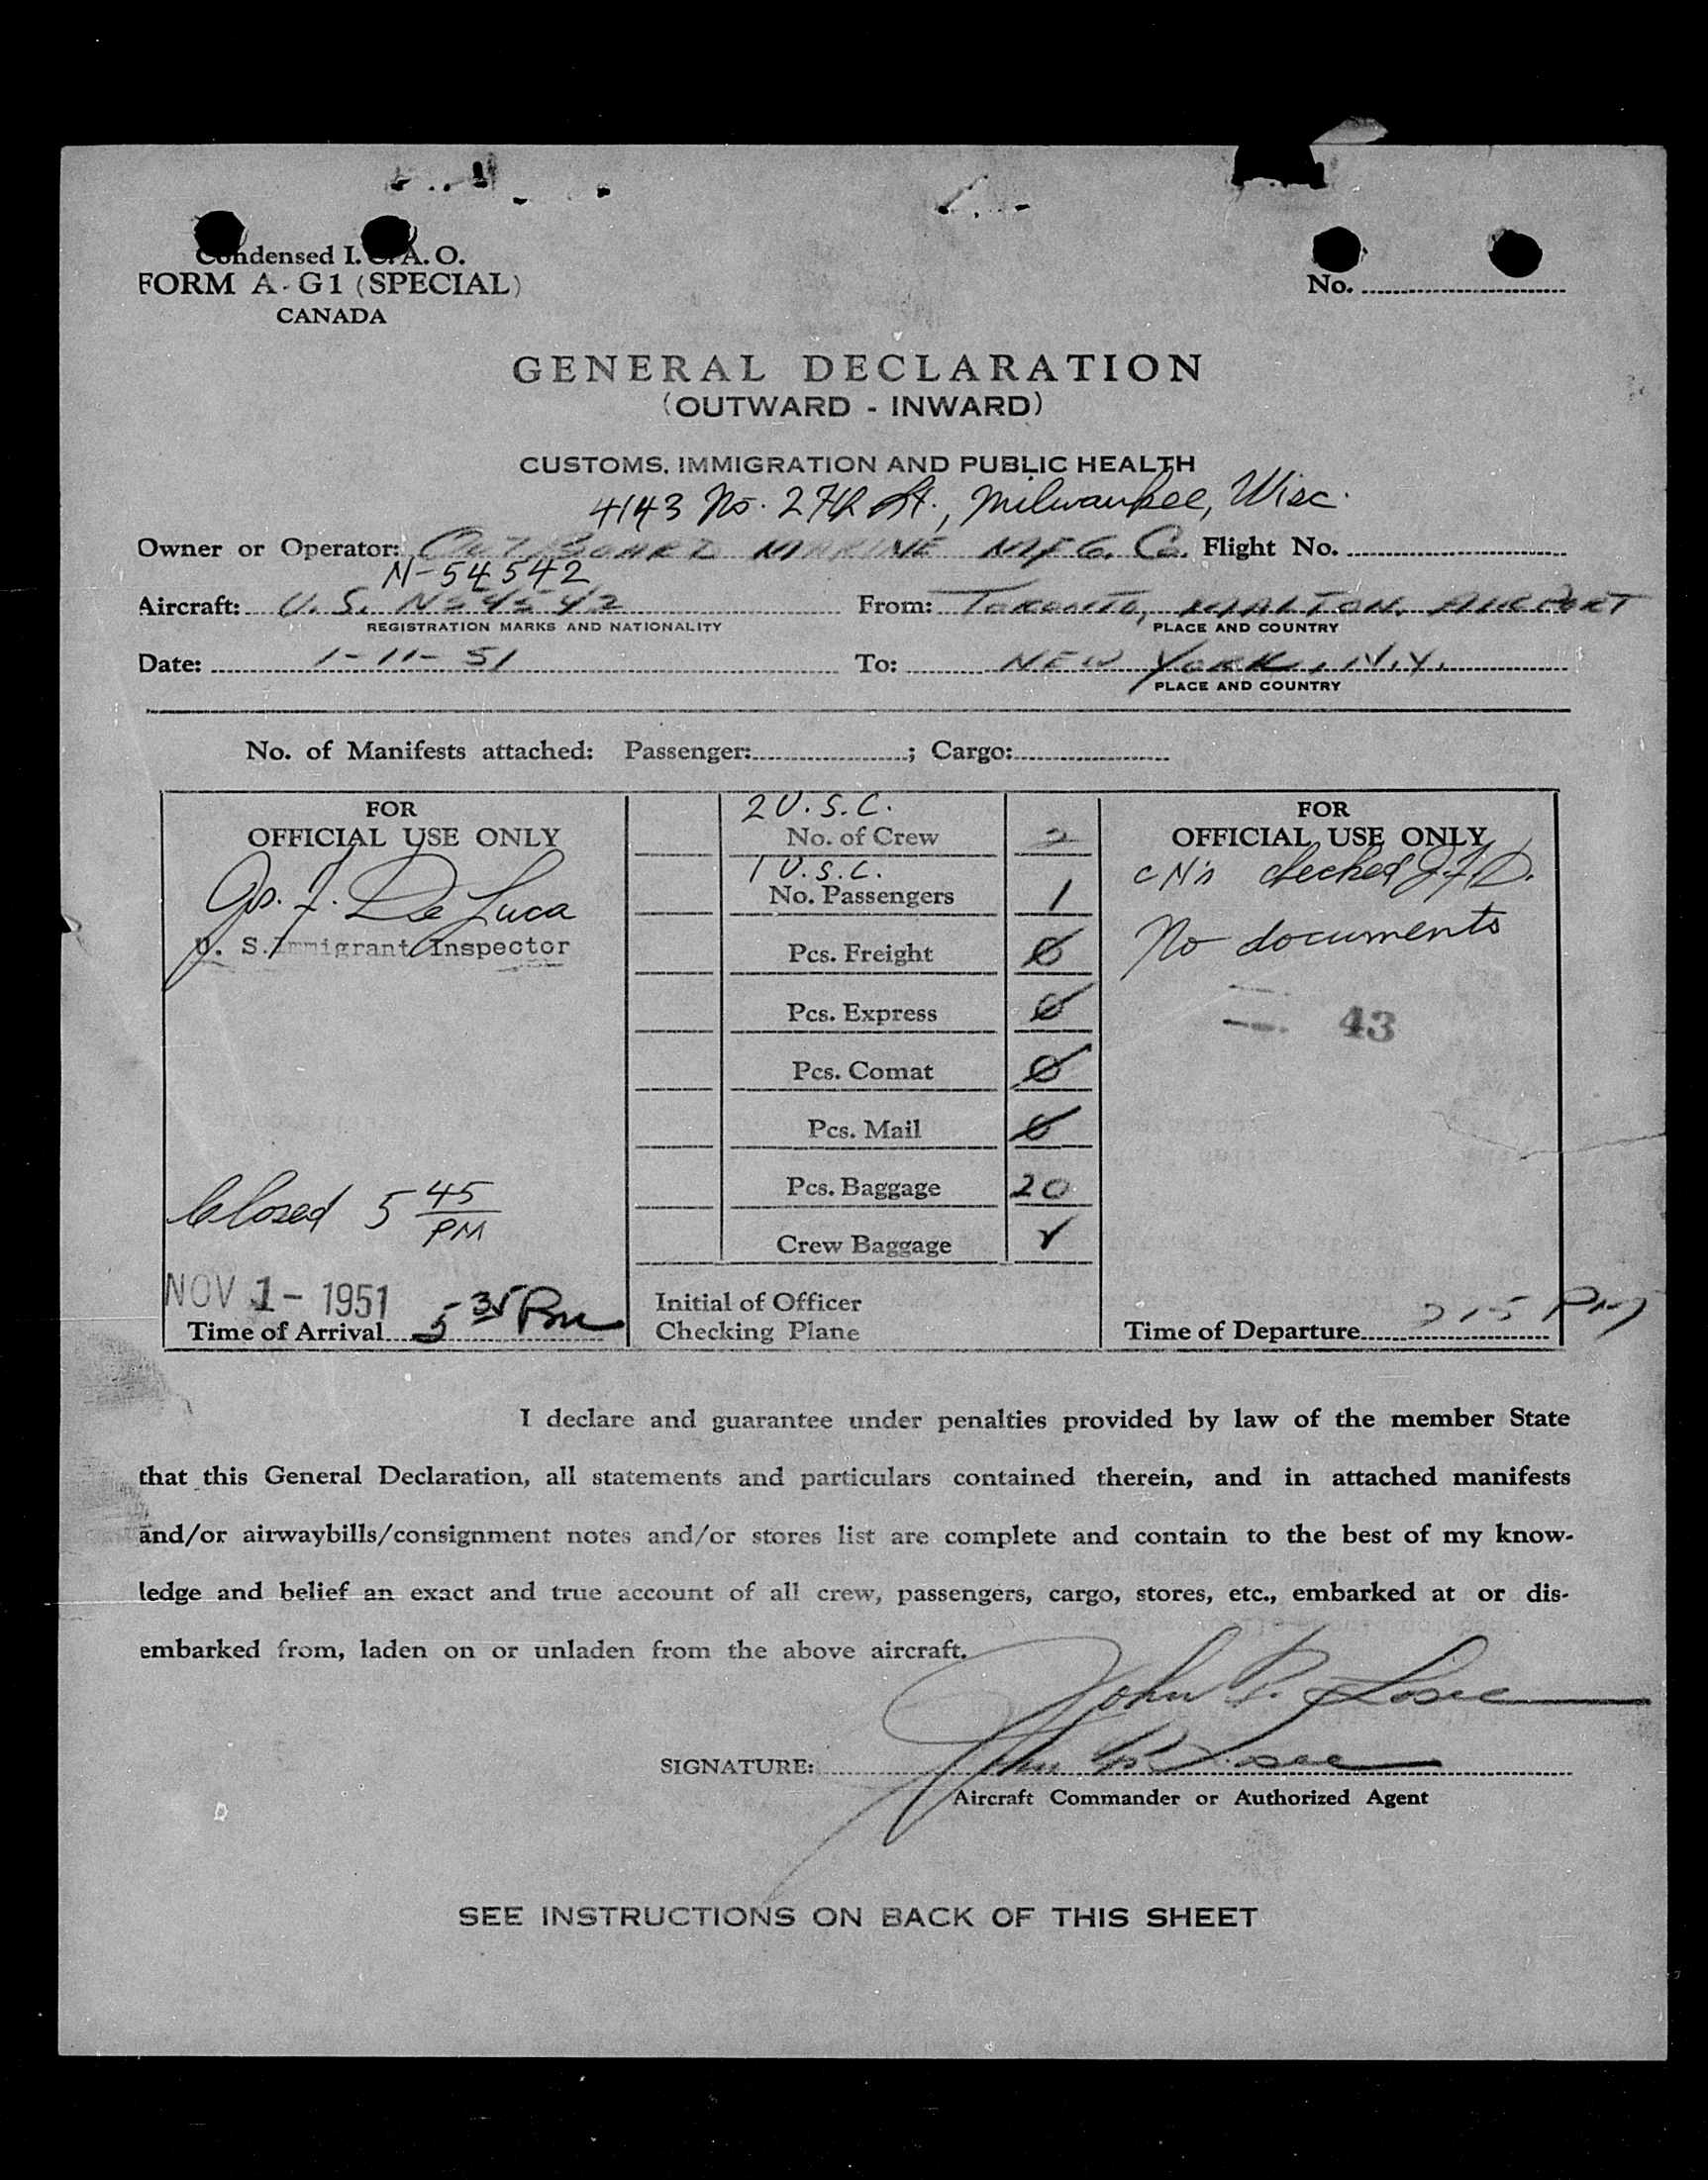 Condensed I.C.A.O.
FORM A-G1 (SPECIAL)
CANADA
No.
GENERAL DECLARATION
(OUTWARD - INWARD)
CUSTOMS, IMMIGRATION AND PUBLIC HEALTH
4143 No. 27th St., Milwaukee, Wisc.
Owner or Operator: OUTBOARD MARINE MFG. Co. Flight No.
N-54542
Aircraft: U.S. N54542 From: TORONTO, MALTON. AIRPORT
REGISTRATION MARKS AND NATIONALITY PLACE AND COUNTRY
Date: 1-11-51 To: NEW YORK, N.Y.
PLACE AND COUNTRY
No. of Manifests attached: Passenger: ; Cargo:
FOR
OFFICIAL USE ONLY
Jos. F. De Luca
U. S. Immigrant Inspector
Closed 5 45
PM
NOV 1 - 1951
Time of Arrival 5 35 Pm
2 U.S.C.
No. of Crew 2
1 U.S.C.
No. Passengers 1
Pcs. Freight 0
Pcs. Express 0
Pcs. Comat 0
Pcs. Mail 0
Pcs. Baggage 20
Crew Baggage ✓
Initial of Officer
Checking Plane
FOR
OFFICIAL USE ONLY
checked J.F.D.
No documents
43
Time of Departure 215 PM
I declare and guarantee under penalties provided by law of the member State
that this General Declaration, all statements and particulars contained therein, and in attached manifests
and/or airwaybills/consignment notes and/or stores list are complete and contain to the best of my know-
ledge and belief an exact and true account of all crew, passengers, cargo, stores, etc., embarked at or dis-
embarked from, laden on or unladen from the above aircraft.
John P. Losee
SIGNATURE: John P. Losee
Aircraft Commander or Authorized Agent
SEE INSTRUCTIONS ON BACK OF THIS SHEET